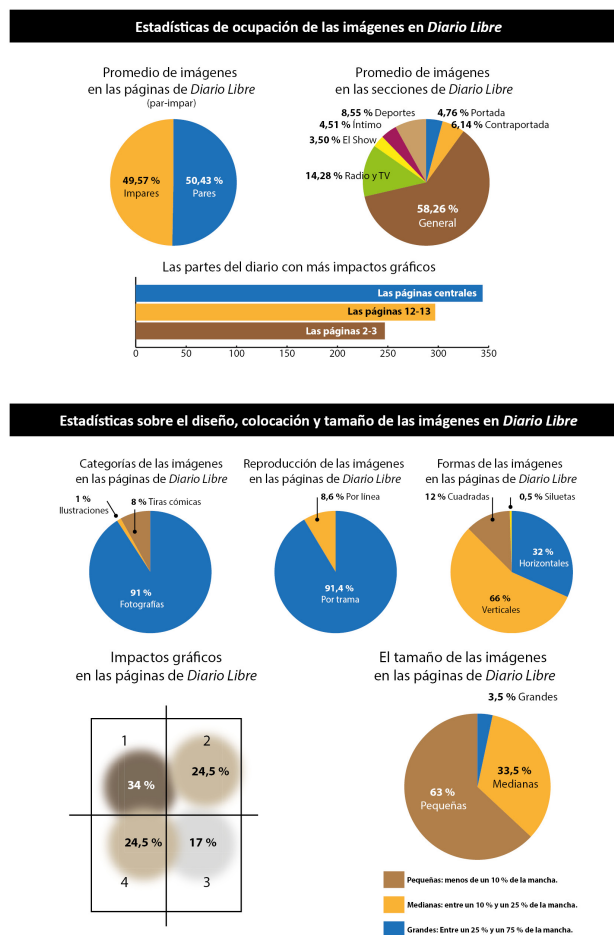 Estadísticas de ocupación de las imágenes en Diario Libre
Promedio de imágenes
en las páginas de Diario Libre
(par-impar)
49,57 %
Impares
50,43 %
Pares
Promedio de imágenes
en las secciones de Diario Libre
8,55 % Deportes
4,76 % Portada
4,51 % Íntimo
6,14 % Contraportada
3,50 % El Show
14,28 % Radio y TV
58,26 %
General
Las partes del diario con más impactos gráficos
Las páginas centrales
Las páginas 12-13
Las páginas 2-3
0 50 100 150 200 250 300 350
Estadísticas sobre el diseño, colocación y tamaño de las imágenes en Diario Libre
Categorías de las imágenes
en las páginas de Diario Libre
1 %
Ilustraciones
8 % Tiras cómicas
91 %
Fotografías
Reproducción de las imágenes
en las páginas de Diario Libre
8,6 % Por línea
91,4 %
Por trama
Formas de las imágenes
en las páginas de Diario Libre
12 % Cuadradas
0,5 % Siluetas
32 %
Horizontales
66 %
Verticales
Impactos gráficos
en las páginas de Diario Libre
1
2
34 %
24,5 %
24,5 %
17 %
4
3
El tamaño de las imágenes
en las páginas de Diario Libre
3,5 % Grandes
33,5 %
Medianas
63 %
Pequeñas
Pequeñas: menos de un 10 % de la mancha.
Medianas: entre un 10 % y un 25 % de la mancha.
Grandes: Entre un 25 % y un 75 % de la mancha.